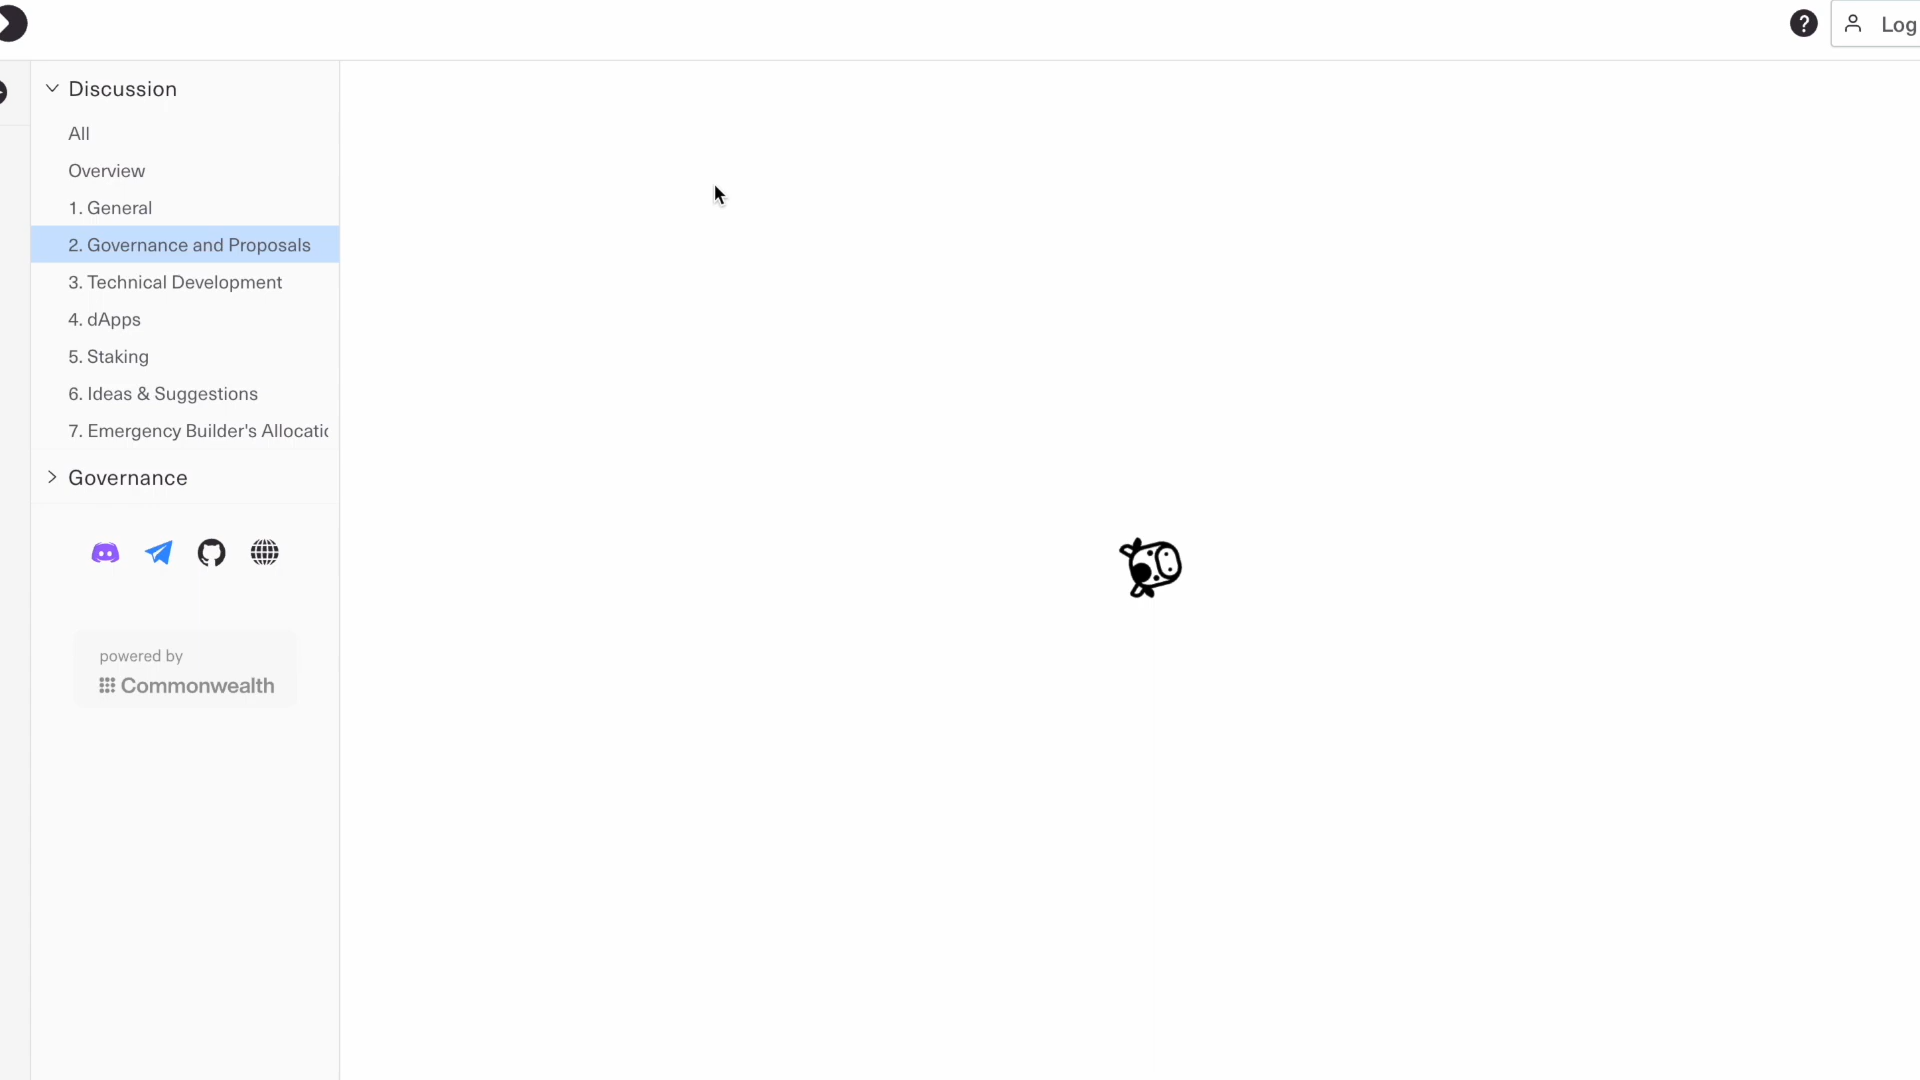 Log
Discussion
All
Overview
1. General
2. Governance and Proposals
3. Technical Development
4. dApps
5. Staking
6. Ideas & Suggestions
7. Emergency Builder's Allocatio
Governance
powered by
Commonwealth